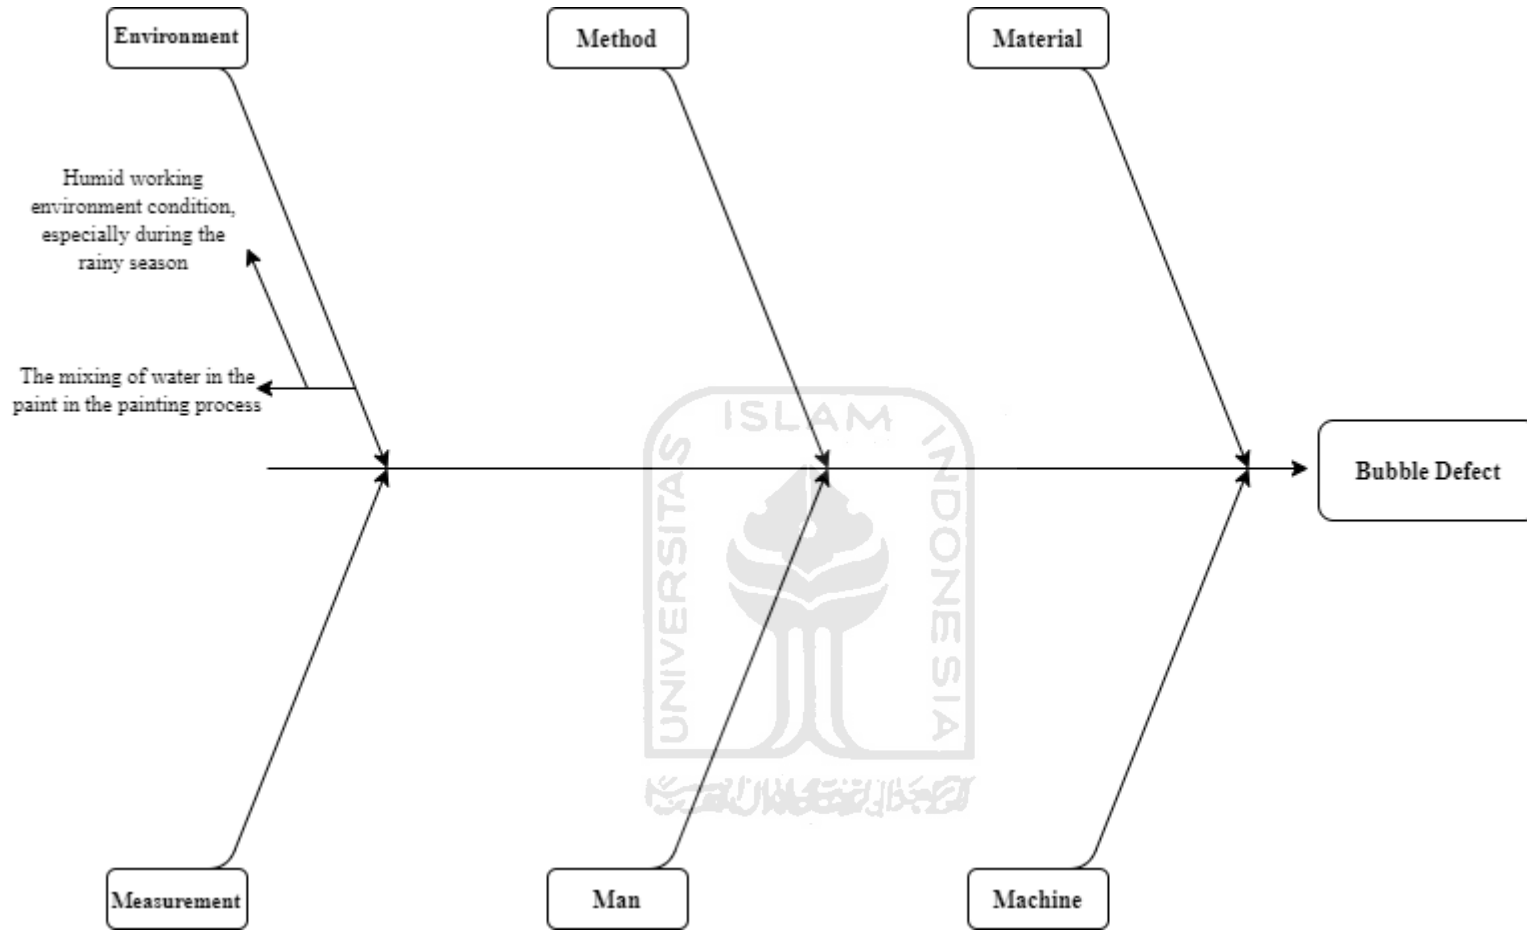 Environment
Method
Material
Humid working
environment condition,
especially during the
rainy season
The mixing of water in the
paint in the painting process
Bubble Defect
UNIVERSITAS
ISLAM
INDONESIA
Measurement
Man
Machine